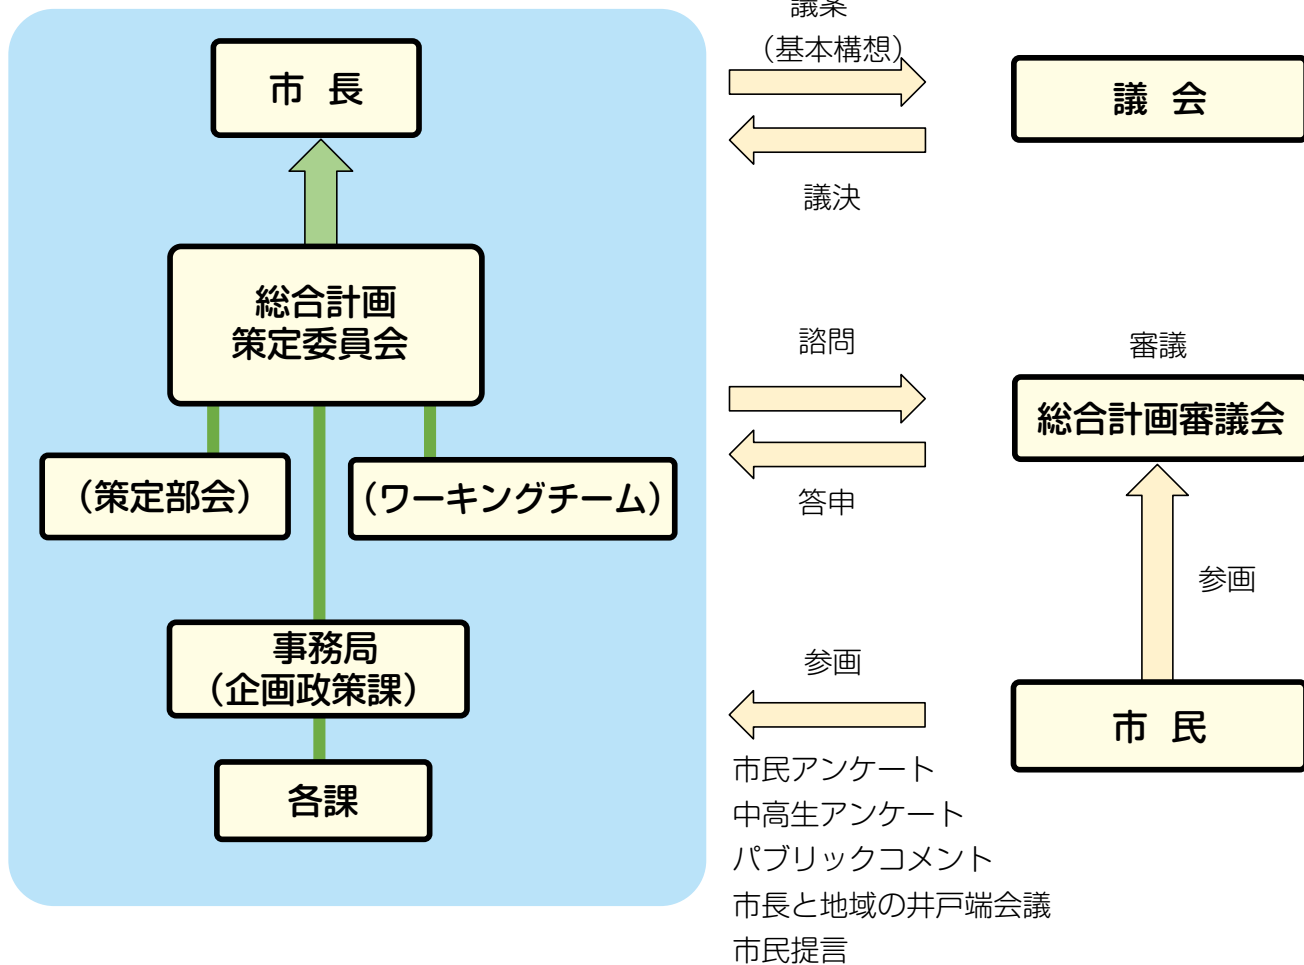 市 長
総合計画
策定委員会
（策定部会）
（ワーキングチーム）
事務局
（企画政策課）
各課
議案
（基本構想）
議決
議 会
諮問
答申
審議
総合計画審議会
参画
市 民
参画
市民アンケート
中高生アンケート
パブリックコメント
市長と地域の井戸端会議
市民提言